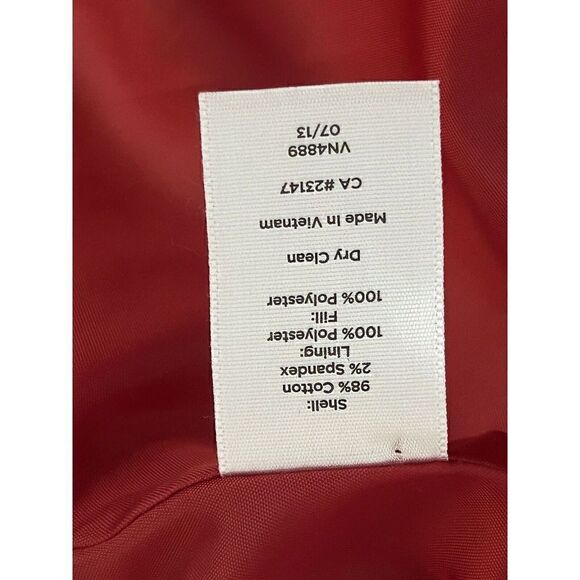 Shell:
98% Cotton
2% Spandex
Lining:
100% Polyester
Fill:
100% Polyester
Dry Clean
Made In Vietnam
CA #23147
VN4889
07/13